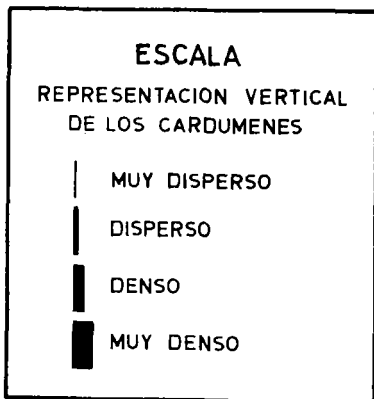 ESCALA
REPRESENTACION VERTICAL
DE LOS CARDUMENES
MUY DISPERSO
DISPERSO
DENSO
MUY DENSO